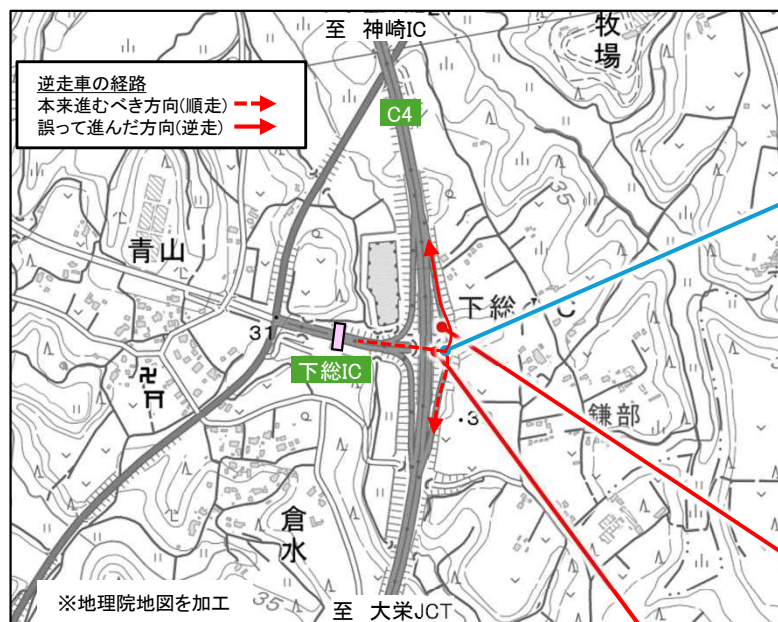 至 神崎IC
牧場
逆走車の経路
本来進むべき方向(順走)
誤って進んだ方向(逆走)
C4
35
青山
下総IC
31
下総IC
・3
鎌部
倉水
35
※地理院地図を加工
至 大栄JCT